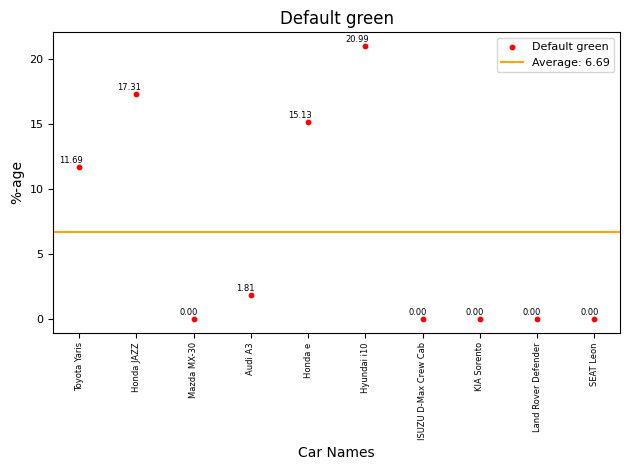 Default green
%-age
20
15
10
5
0
11.69
17.31
0.00
1.81
15.13
20.99
0.00
0.00
0.00
0.00
Default green
Average: 6.69
Toyota Yaris
Honda JAZZ
Mazda MX-30
Audi A3
Honda e
Hyundai i10
ISUZU D-Max Crew Cab
KIA Sorento
Land Rover Defender
SEAT Leon
Car Names